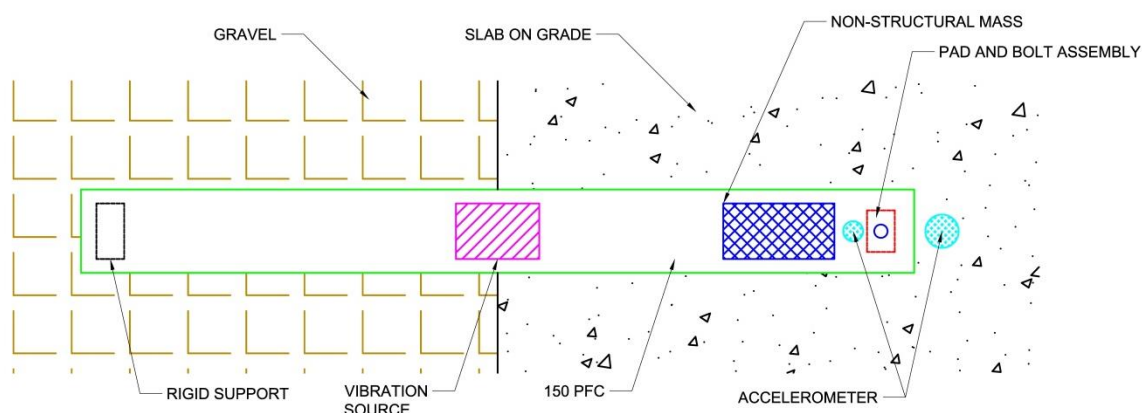 GRAVEL
SLAB ON GRADE
NON-STRUCTURAL MASS
PAD AND BOLT ASSEMBLY
RIGID SUPPORT
VIBRATION
SOURCE
150 PFC
ACCELEROMETER